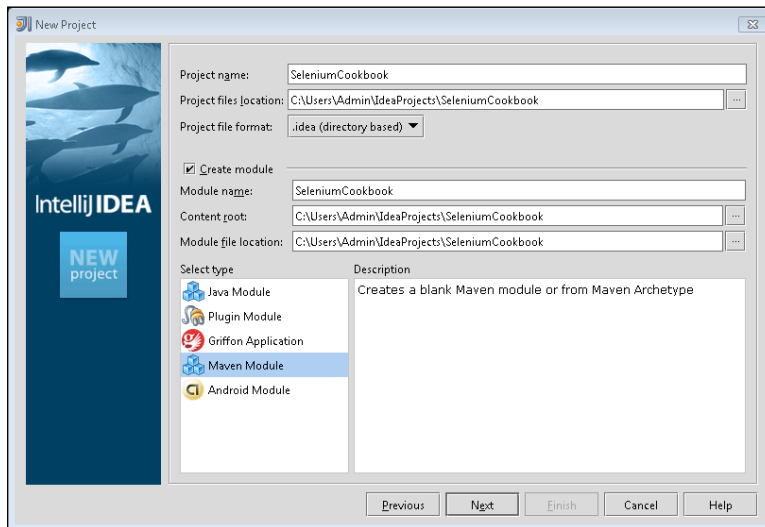 New Project
Project name: SeleniumCookbook
Project files location: C:\Users\Admin\IdeaProjects\SeleniumCookbook ...
Project file format: .idea (directory based)
Create module
IntelliJ IDEA
NEW
project
Module name: SeleniumCookbook
Content root: C:\Users\Admin\IdeaProjects\SeleniumCookbook ...
Module file location: C:\Users\Admin\IdeaProjects\SeleniumCookbook ...
Select type
Java Module
Plugin Module
Griffon Application
Maven Module
Android Module
Description
Creates a blank Maven module or from Maven Archetype
Previous Next Finish Cancel Help